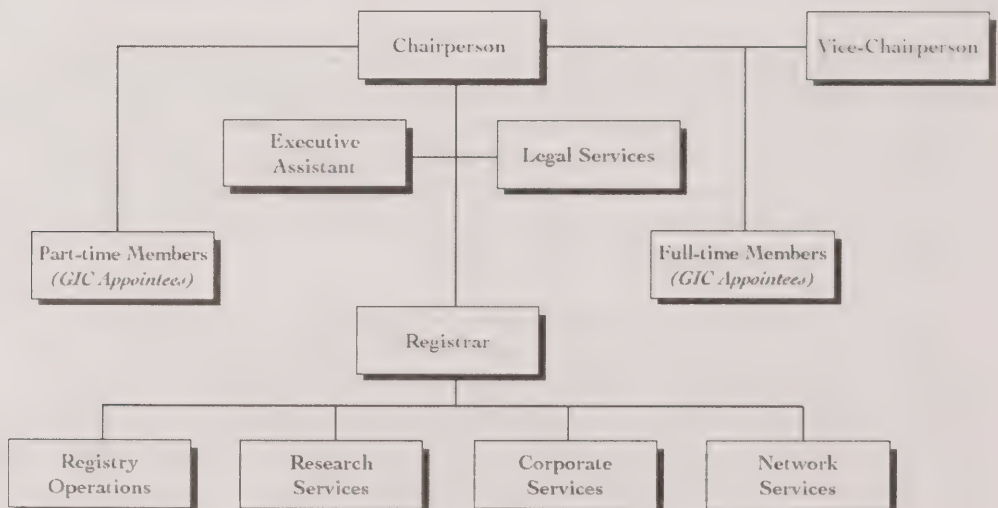 Chairperson
Vice-Chairperson
Executive
Assistant
Legal Services
Part-time Members
(GIC Appointees)
Full-time Members
(GIC Appointees)
Registrar
Registry
Operations
Research
Services
Corporate
Services
Network
Services